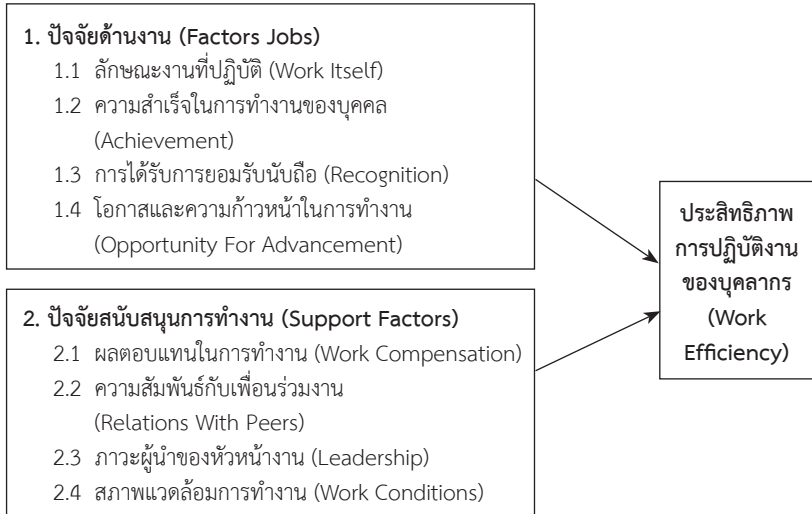 1. ปัจจัยด้านงาน (Factors Jobs)
1.1 ลักษณะงานที่ปฏิบัติ (Work Itself)
1.2 ความสำเร็จในการทำงานของบุคคล
(Achievement)
1.3 การได้รับการยอมรับนับถือ (Recognition)
1.4 โอกาสและความก้าวหน้าในการทำงาน
(Opportunity For Advancement)
2. ปัจจัยสนับสนุนการทำงาน (Support Factors)
2.1 ผลตอบแทนในการทำงาน (Work Compensation)
2.2 ความสัมพันธ์กับเพื่อนร่วมงาน
(Relations With Peers)
2.3 ภาวะผู้นำของหัวหน้างาน (Leadership)
2.4 สภาพแวดล้อมการทำงาน (Work Conditions)
ประสิทธิภาพ
การปฏิบัติงาน
ของบุคลากร
(Work
Efficiency)